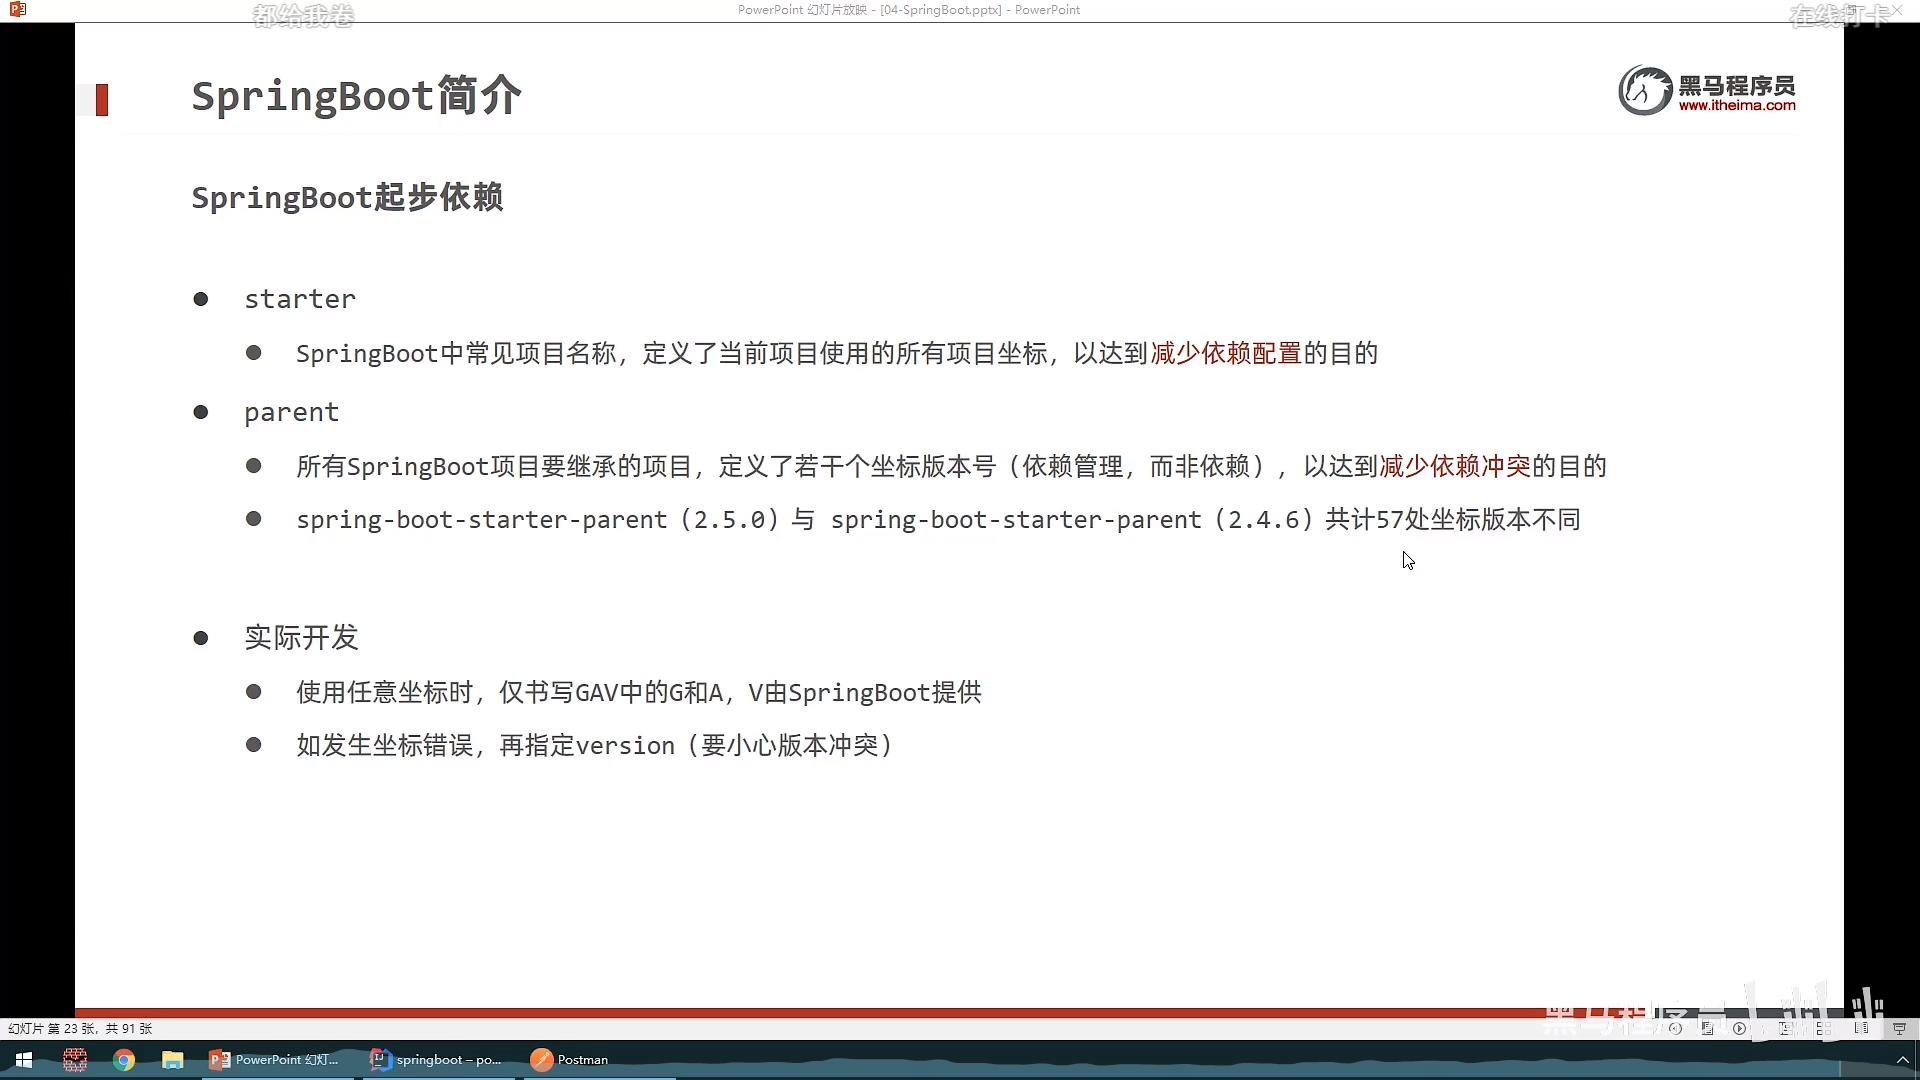 都给我卷
PowerPoint 幻灯片放映 - [04-SpringBoot.pptx] - PowerPoint
在线打卡
SpringBoot简介
黑马程序员
www.itheima.com
SpringBoot起步依赖
starter
SpringBoot中常见项目名称，定义了当前项目使用的所有项目坐标，以达到减少依赖配置的目的
parent
所有SpringBoot项目要继承的项目，定义了若干个坐标版本号（依赖管理，而非依赖），以达到减少依赖冲突的目的
spring-boot-starter-parent（2.5.0）与 spring-boot-starter-parent（2.4.6）共计57处坐标版本不同
实际开发
使用任意坐标时，仅书写GAV中的G和A，V由SpringBoot提供
如发生坐标错误，再指定version（要小心版本冲突）
黑马程序员
幻灯片 第 23 张，共 91 张
PowerPoint 幻灯...
springboot – po...
Postman